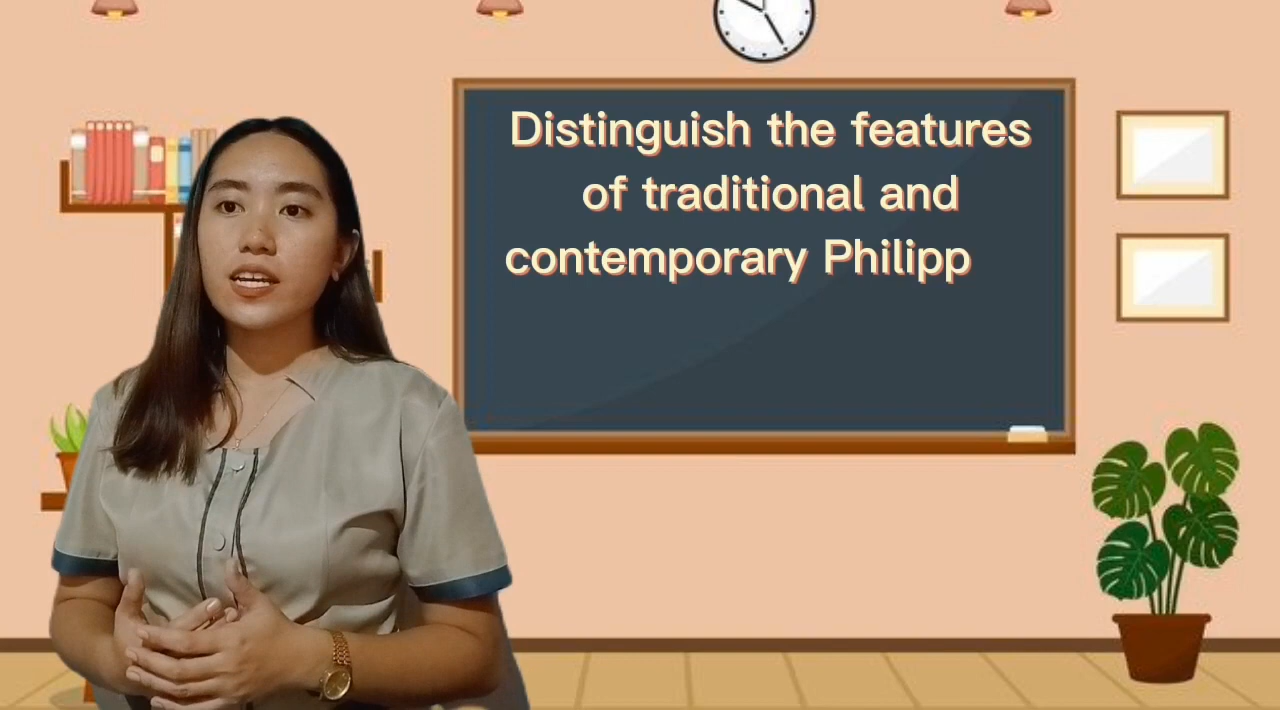 Distinguish the features
of traditional and
contemporary Philipp